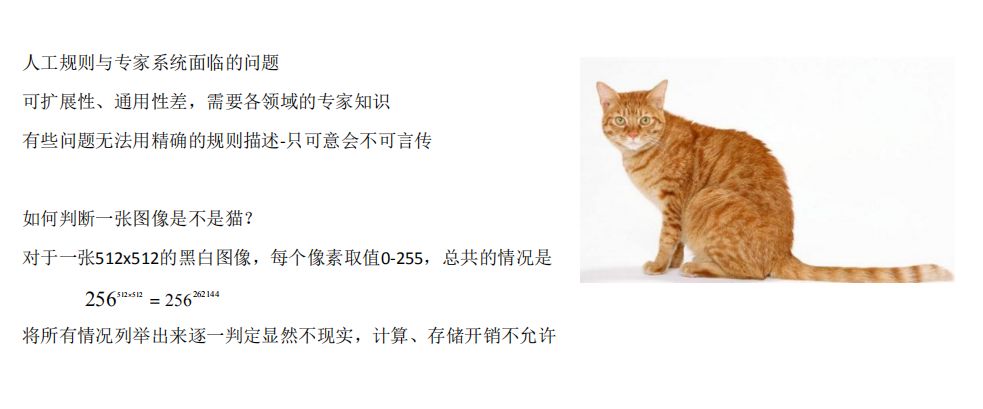 人工规则与专家系统面临的问题
可扩展性、通用性差，需要各领域的专家知识
有些问题无法用精确的规则描述-只可意会不可言传
如何判断一张图像是不是猫？
对于一张512x512的黑白图像，每个像素取值0-255，总共的情况是
256^{512×512} = 256^{262144}
将所有情况列举出来逐一判定显然不现实，计算、存储开销不允许